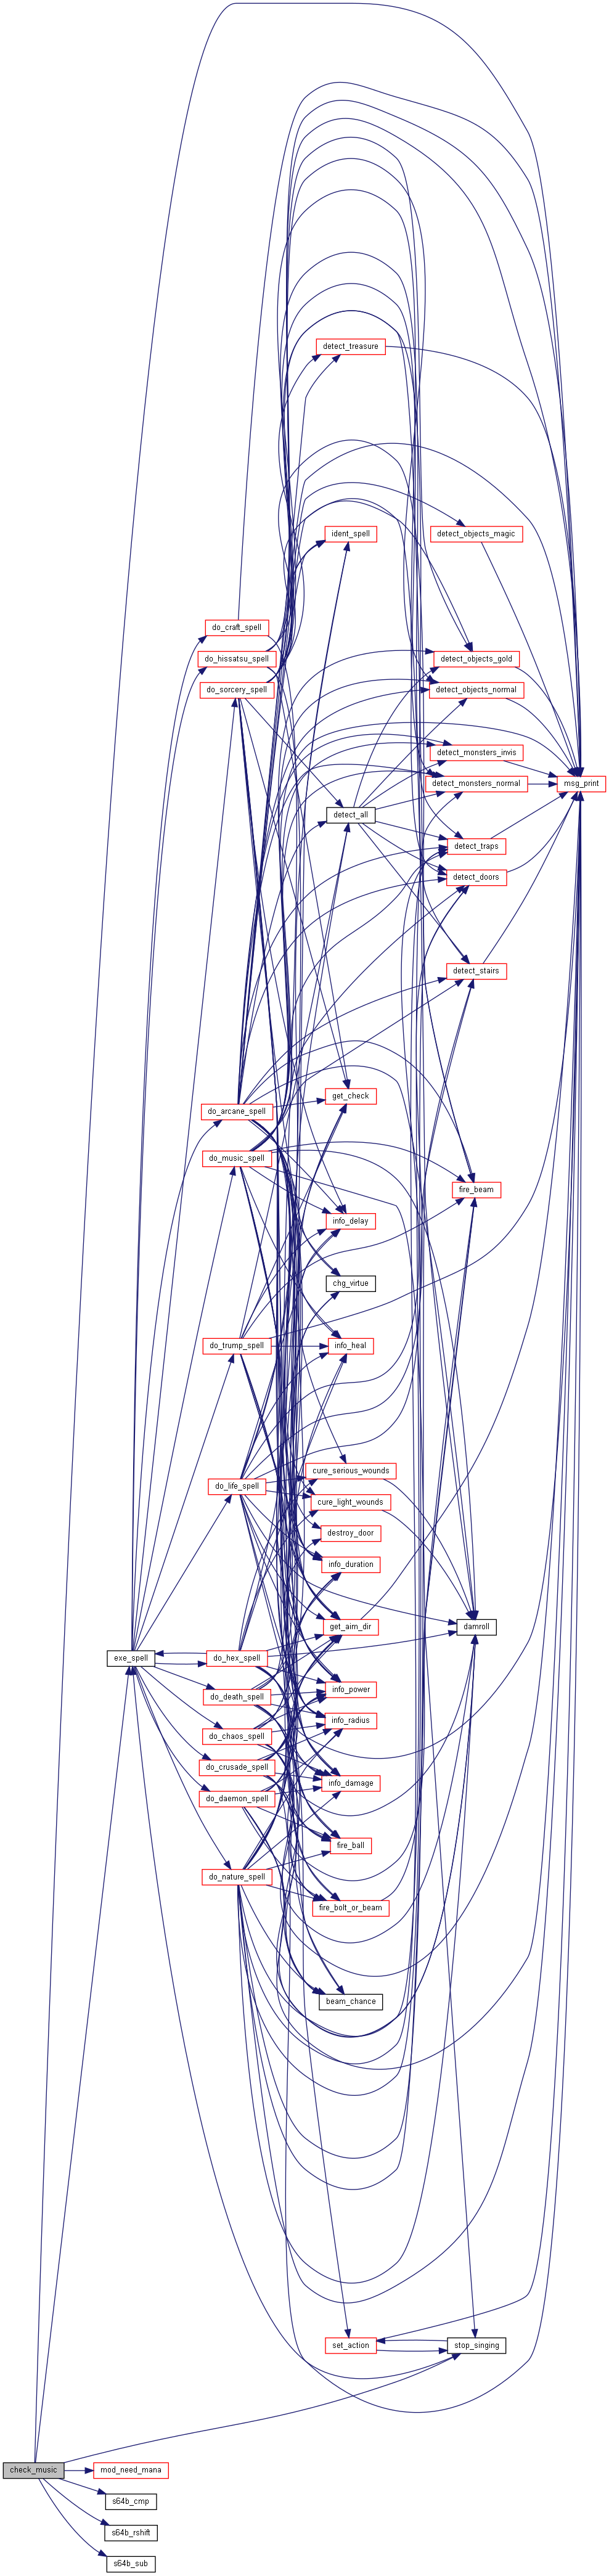 detect_treasure
ident_spell
detect_objects_magic
do_craft_spell
do_hissatsu_spell
detect_objects_gold
do_sorcery_spell
detect_objects_normal
detect_monsters_invis
detect_monsters_normal
msg_print
detect_all
detect_traps
detect_doors
detect_stairs
get_check
do_arcane_spell
do_music_spell
fire_beam
info_delay
chg_virtue
do_trump_spell
info_heal
cure_serious_wounds
do_life_spell
cure_light_wounds
destroy_door
info_duration
get_aim_dir
damroll
exe_spell
do_hex_spell
info_power
do_death_spell
info_radius
do_chaos_spell
do_crusade_spell
info_damage
do_daemon_spell
fire_ball
do_nature_spell
fire_bolt_or_beam
beam_chance
set_action
stop_singing
check_music
mod_need_mana
s64b_cmp
s64b_rshift
s64b_sub